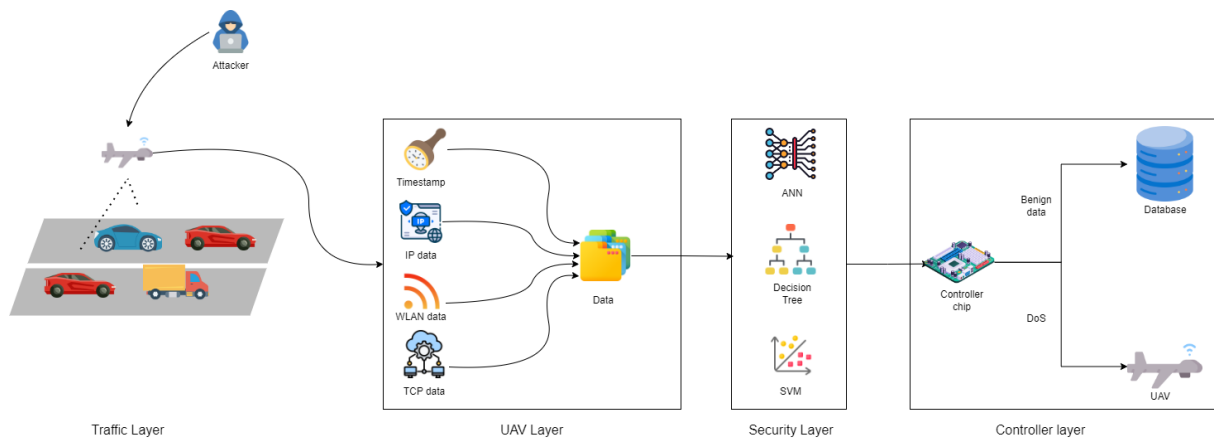 Attacker
Timestamp
IP
IP data
WLAN data
TCP data
Data
ANN
Decision
Tree
SVM
Controller
chip
Benign
data
DoS
Database
UAV
Traffic Layer
UAV Layer
Security Layer
Controller layer